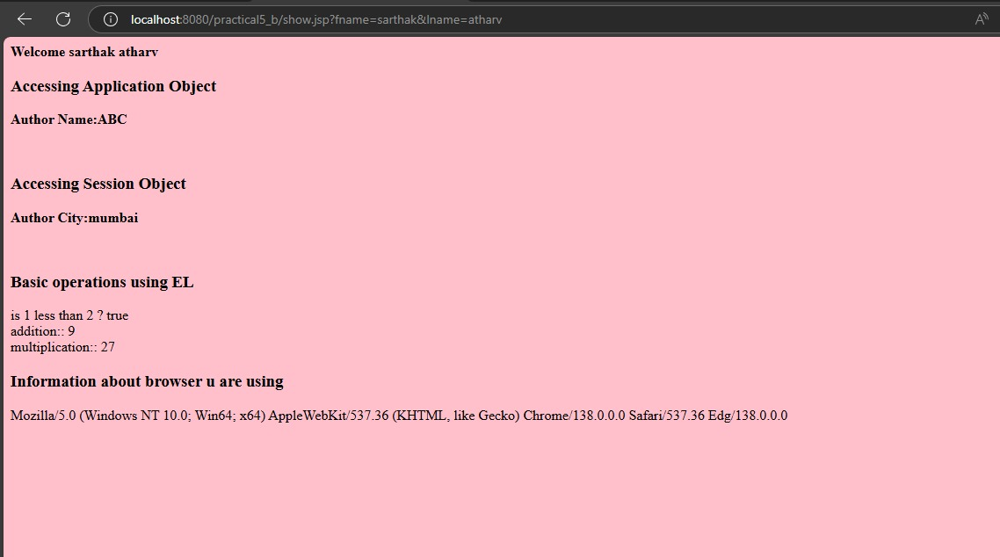 localhost:8080/practical5_b/show.jsp?fname=sarthak&lname=atharv
Welcome sarthak atharv
Accessing Application Object
Author Name:ABC
Accessing Session Object
Author City:mumbai
Basic operations using EL
is 1 less than 2 ? true
addition:: 9
multiplication:: 27
Information about browser u are using
Mozilla/5.0 (Windows NT 10.0; Win64; x64) AppleWebKit/537.36 (KHTML, like Gecko) Chrome/138.0.0.0 Safari/537.36 Edg/138.0.0.0